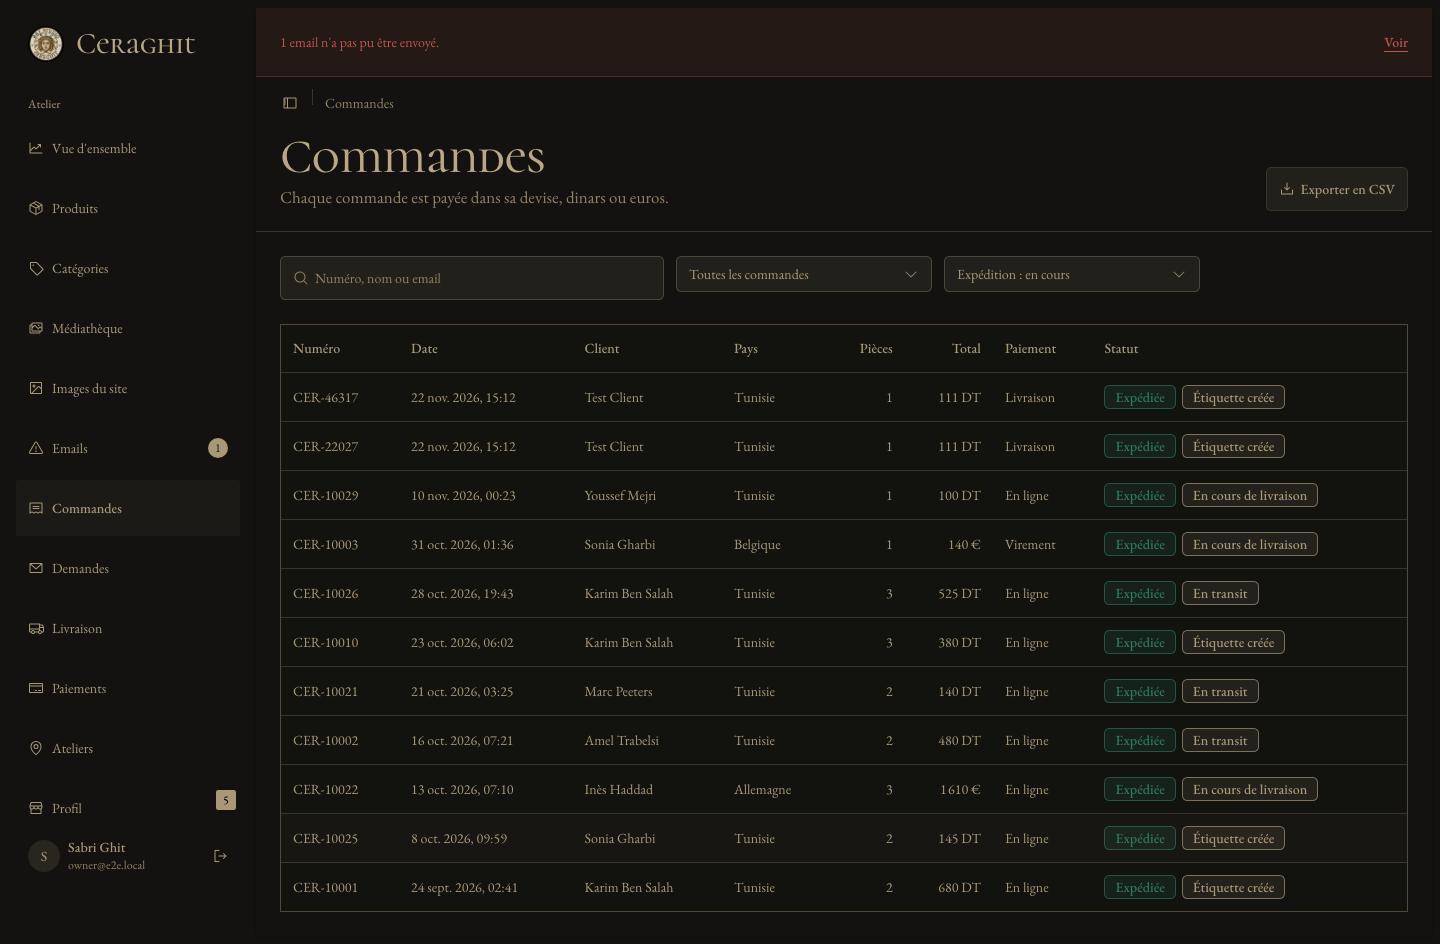 Ceraghit
Atelier
Vue d'ensemble
Produits
Catégories
Médiathèque
Images du site
Emails 1
Commandes
Demandes
Livraison
Paiements
Ateliers
Profil 5
S Sabri Ghit
owner@e2e.local
1 email n'a pas pu être envoyé. Voir
Commandes
Commandes
Chaque commande est payée dans sa devise, dinars ou euros.
Exporter en CSV
Numéro, nom ou email Toutes les commandes Expédition : en cours
Numéro Date Client Pays Pièces Total Paiement Statut
CER-46317 22 nov. 2026, 15:12 Test Client Tunisie 1 111 DT Livraison Expédiée Étiquette créée
CER-22027 22 nov. 2026, 15:12 Test Client Tunisie 1 111 DT Livraison Expédiée Étiquette créée
CER-10029 10 nov. 2026, 00:23 Youssef Mejri Tunisie 1 100 DT En ligne Expédiée En cours de livraison
CER-10003 31 oct. 2026, 01:36 Sonia Gharbi Belgique 1 140 € Virement Expédiée En cours de livraison
CER-10026 28 oct. 2026, 19:43 Karim Ben Salah Tunisie 3 525 DT En ligne Expédiée En transit
CER-10010 23 oct. 2026, 06:02 Karim Ben Salah Tunisie 3 380 DT En ligne Expédiée Étiquette créée
CER-10021 21 oct. 2026, 03:25 Marc Peeters Tunisie 2 140 DT En ligne Expédiée En transit
CER-10002 16 oct. 2026, 07:21 Amel Trabelsi Tunisie 2 480 DT En ligne Expédiée En transit
CER-10022 13 oct. 2026, 07:10 Inès Haddad Allemagne 3 1 610 € En ligne Expédiée En cours de livraison
CER-10025 8 oct. 2026, 09:59 Sonia Gharbi Tunisie 2 145 DT En ligne Expédiée Étiquette créée
CER-10001 24 sept. 2026, 02:41 Karim Ben Salah Tunisie 2 680 DT En ligne Expédiée Étiquette créée